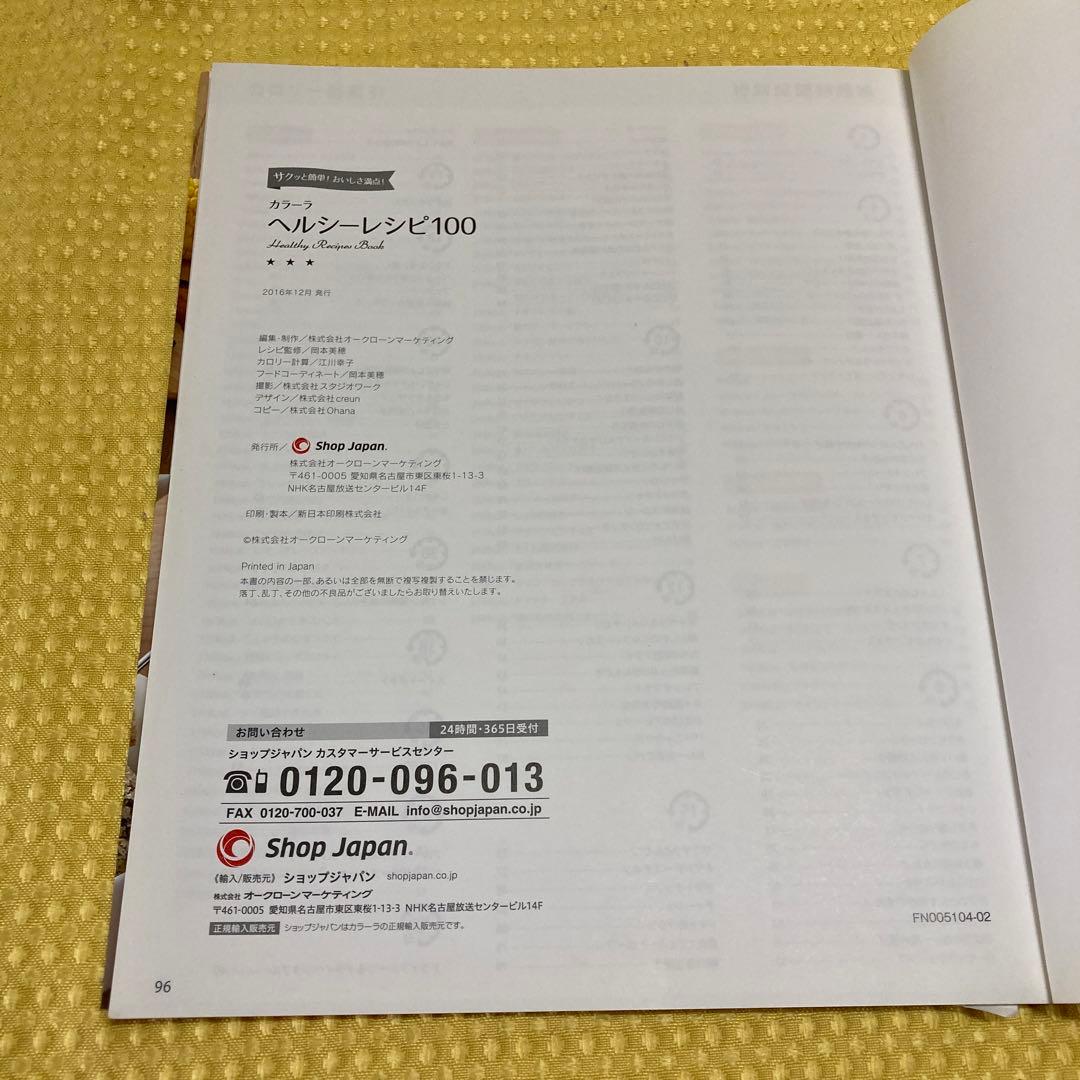 サクッと簡単!おいしさ満点!
カラーラ
ヘルシーレシピ100
Healthy Recipes Book
★ ★ ★
2016年12月 発行
編集・制作／株式会社オークローンマーケティング
レシピ監修／岡本美穂
カロリー計算／江川幸子
フードコーディネート／岡本美穂
撮影／株式会社スタジオワーク
デザイン／株式会社creun
コピー／株式会社Ohana
発行所／ Shop Japan.
株式会社オークローンマーケティング
〒461-0005 愛知県名古屋市東区東桜1-13-3
NHK名古屋放送センタービル14F
印刷・製本／新日本印刷株式会社
©株式会社オークローンマーケティング
Printed in Japan
本書の内容の一部、あるいは全部を無断で複写複製することを禁じます。
落丁、乱丁、その他の不良品がございましたらお取り替えいたします。
お問い合わせ 24時間・365日受付
ショップジャパン カスタマーサービスセンター
0120-096-013
FAX 0120-700-037 E-MAIL info@shopjapan.co.jp
Shop Japan.
《輸入/販売元》 ショップジャパン shopjapan.co.jp
株式会社 オークローンマーケティング
〒461-0005 愛知県名古屋市東区東桜1-13-3 NHK名古屋放送センタービル14F
正規輸入販売元 ショップジャパンはカラーラの正規輸入販売元です。
FN005104-02
96